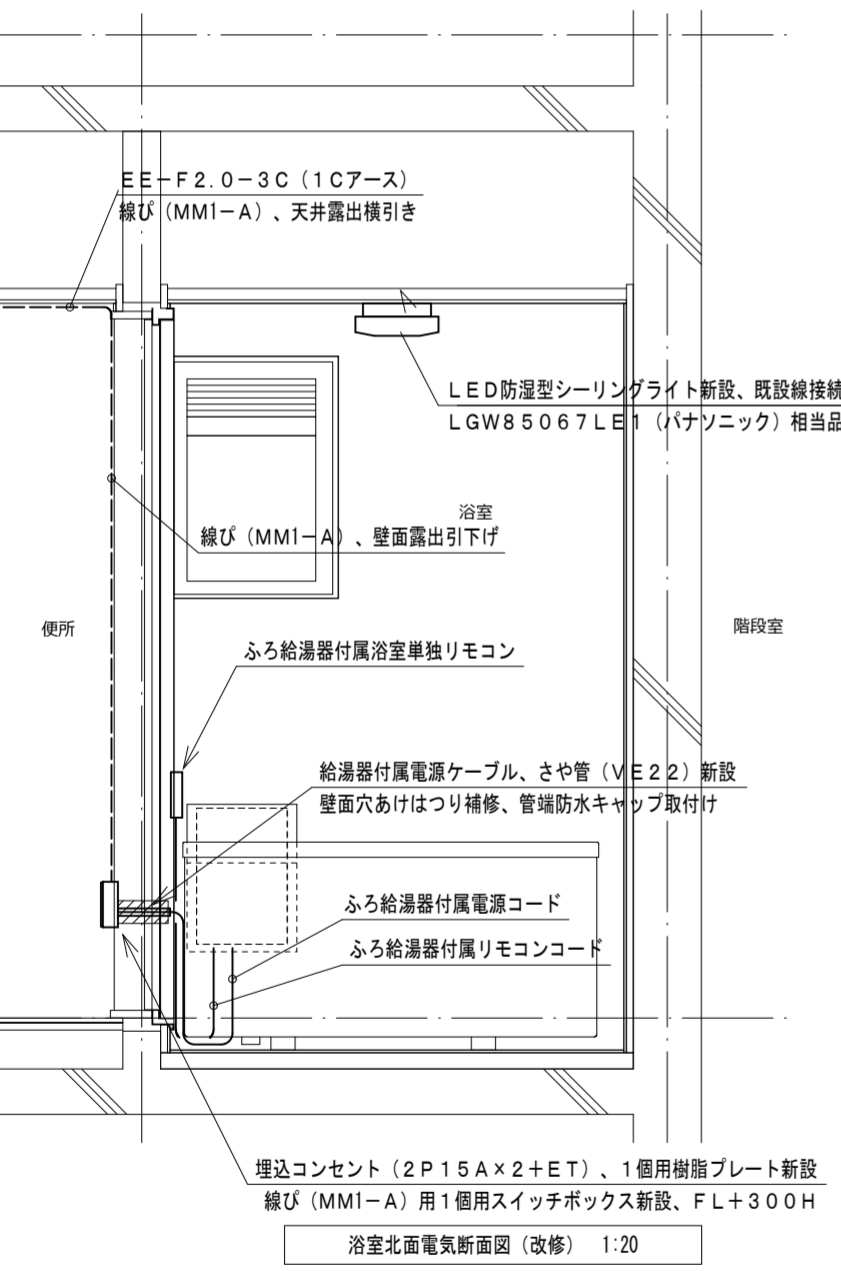 ＥＥ－Ｆ２．０－３Ｃ（１Ｃアース）
線ぴ（MM1－Ａ）、天井露出横引き
ＬＥＤ防湿型シーリングライト新設、既設線接続
ＬＧＷ８５０６７ＬＥ１（パナソニック）相当品
浴室
線ぴ（MM1－Ａ）、壁面露出引下げ
便所
階段室
ふろ給湯器付属浴室単独リモコン
給湯器付属電源ケーブル、さや管（ＶＥ２２）新設
壁面穴あけはつり補修、管端防水キャップ取付け
ふろ給湯器付属電源コード
ふろ給湯器付属リモコンコード
埋込コンセント（２Ｐ１５Ａ×２＋ＥＴ）、１個用樹脂プレート新設
線ぴ（MM1－Ａ）用１個用スイッチボックス新設、ＦＬ＋３００Ｈ
浴室北面電気断面図（改修）　1:20